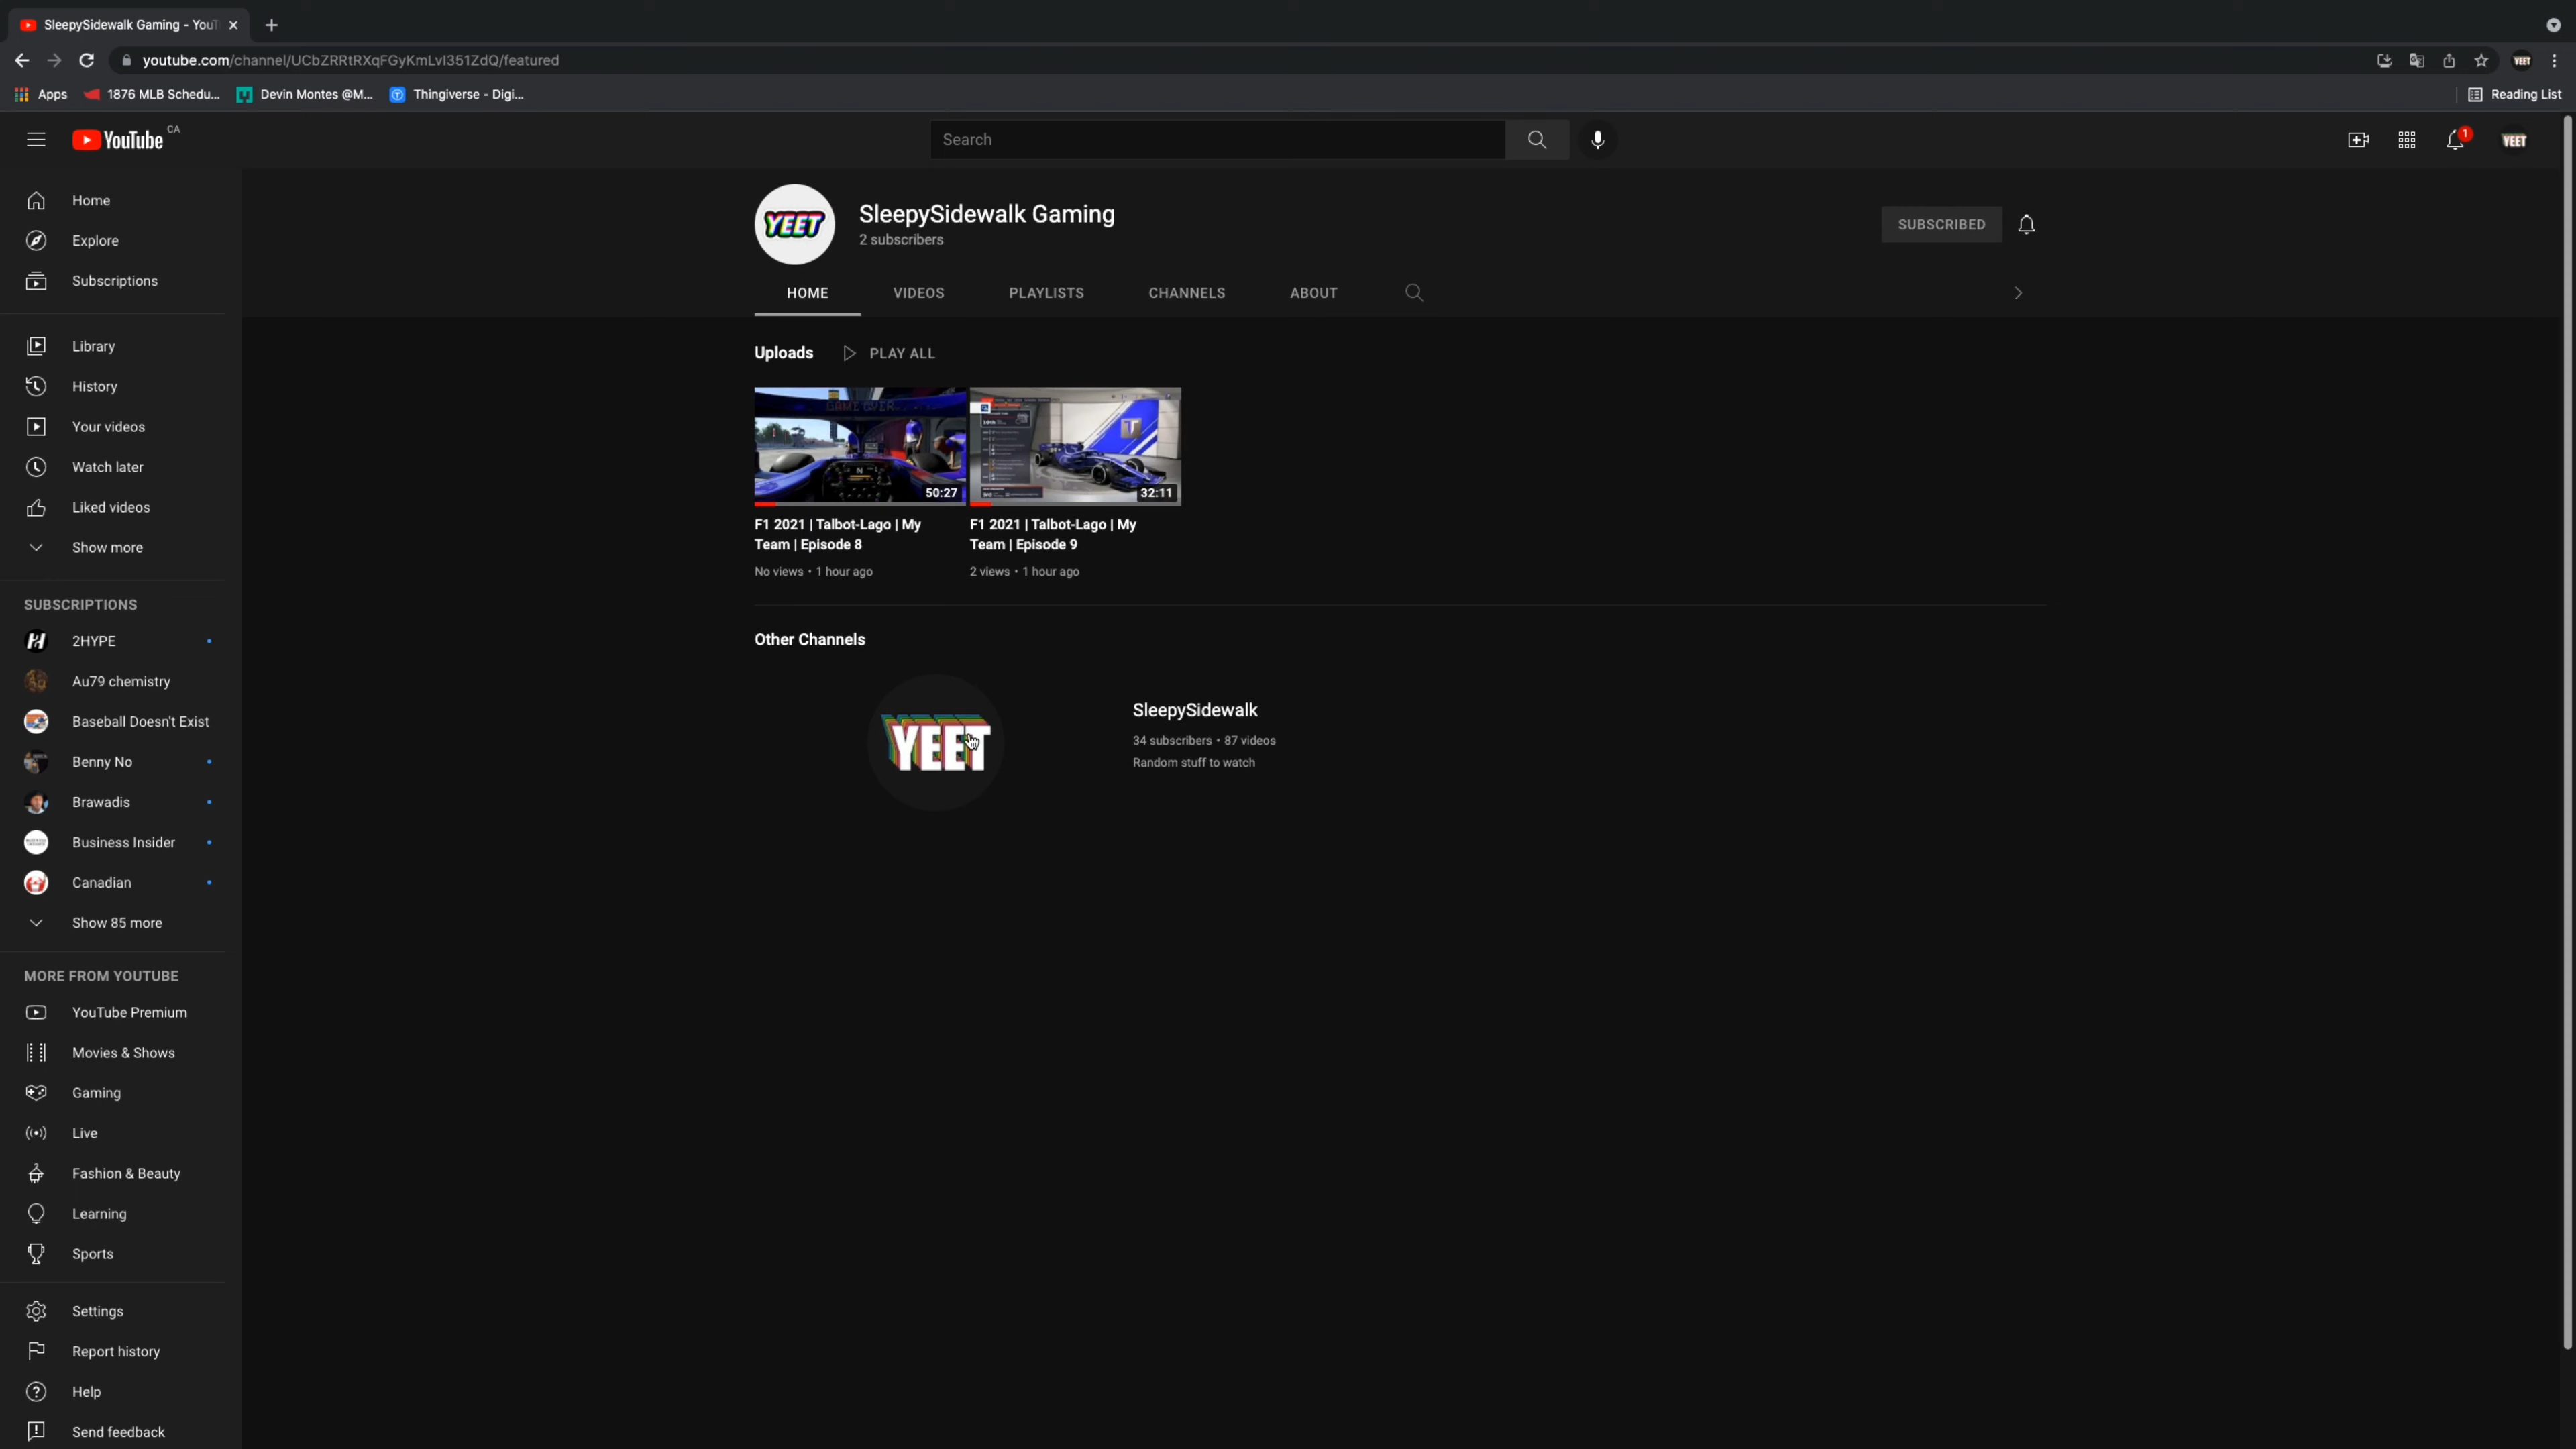 SleepySidewalk Gaming - YouT
youtube.com/channel/UCbZRRtRXqFGyKmLvI351ZdQ/featured
YEET
Apps
1876 MLB Schedu...
Devin Montes @M...
Thingiverse - Digi...
Reading List
YouTube CA
Search
1
YEET
Home
Explore
Subscriptions
Library
History
Your videos
Watch later
Liked videos
Show more
SUBSCRIPTIONS
2HYPE
Au79 chemistry
Baseball Doesn't Exist
Benny No
Brawadis
Business Insider
Canadian
Show 85 more
MORE FROM YOUTUBE
YouTube Premium
Movies & Shows
Gaming
Live
Fashion & Beauty
Learning
Sports
Settings
Report history
Help
Send feedback
YEET
SleepySidewalk Gaming
2 subscribers
SUBSCRIBED
HOME
VIDEOS
PLAYLISTS
CHANNELS
ABOUT
Uploads
PLAY ALL
GAME OVER
N
50:27
F1 2021 | Talbot-Lago | My
Team | Episode 8
No views • 1 hour ago
T
32:11
F1 2021 | Talbot-Lago | My
Team | Episode 9
2 views • 1 hour ago
Other Channels
YEET
SleepySidewalk
34 subscribers • 87 videos
Random stuff to watch